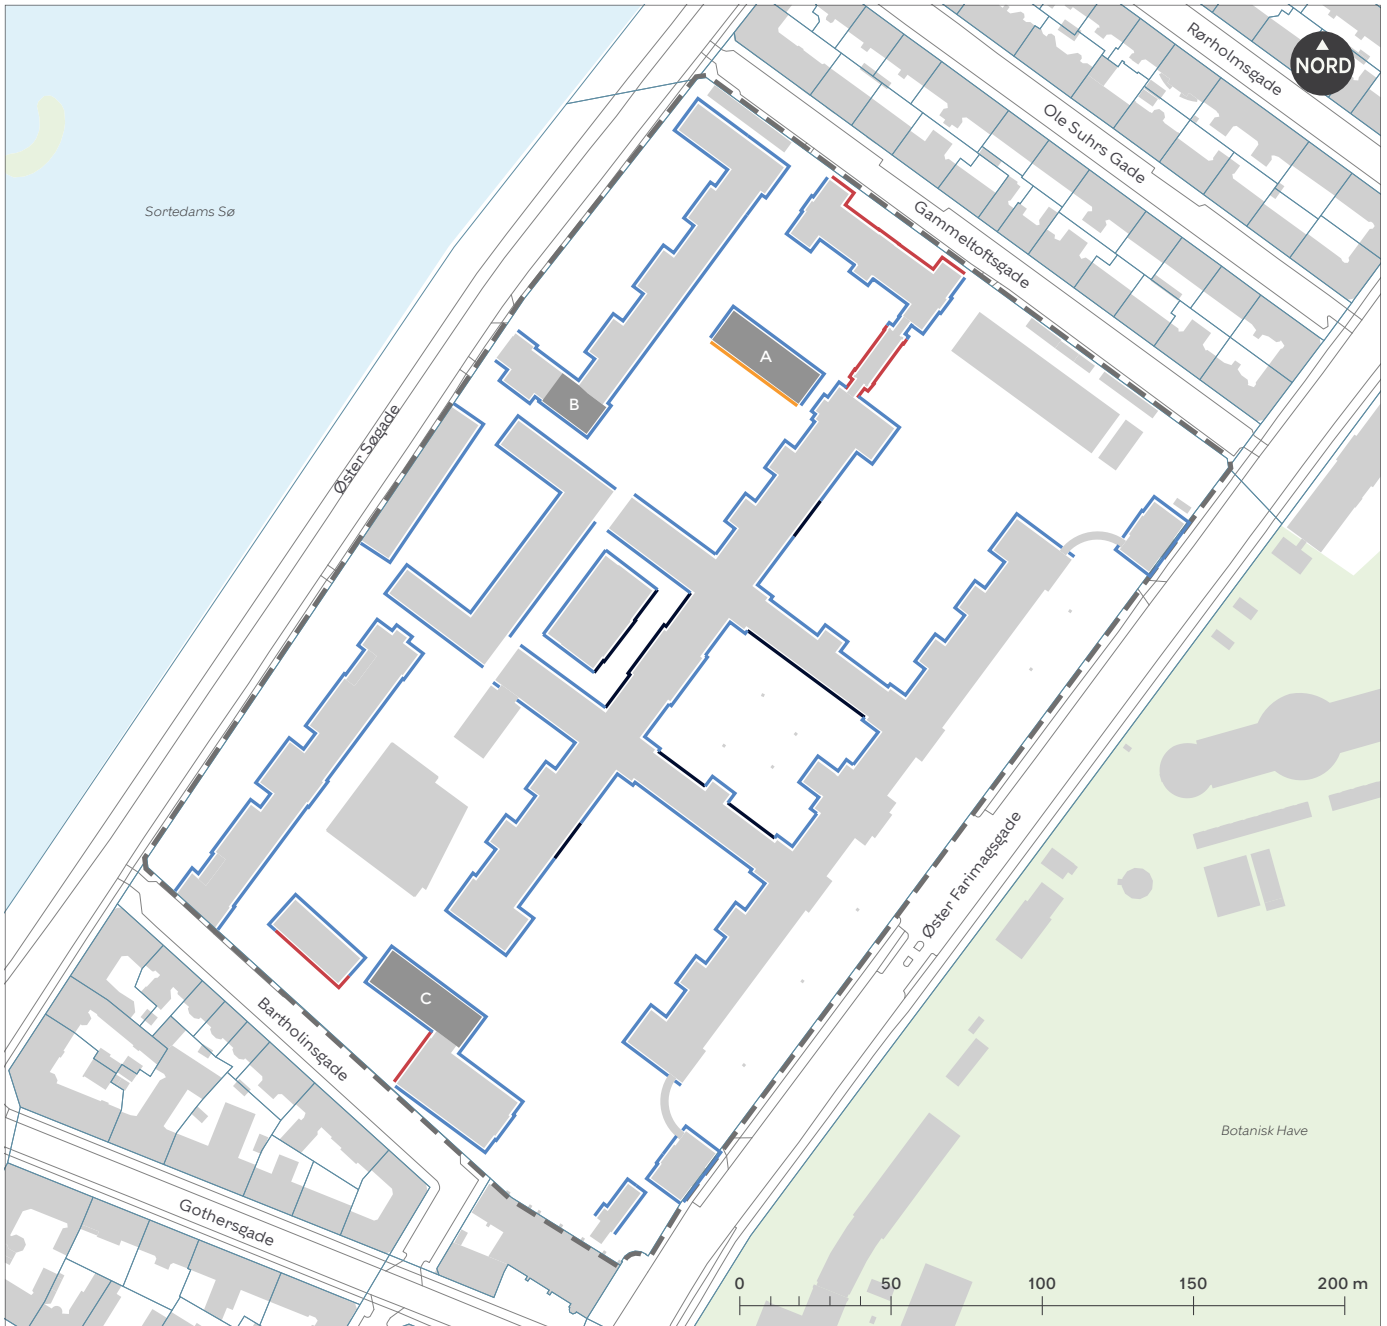 Rørholmsgade
NORD
Ole Suhrs Gade
Sortedams Sø
Gammeltoftsgade
A
B
Øster Søgade
Øster Farimagsgade
C
Bartholinsgade
Botanisk Have
Gothersgade
0 50 100 150 200 m